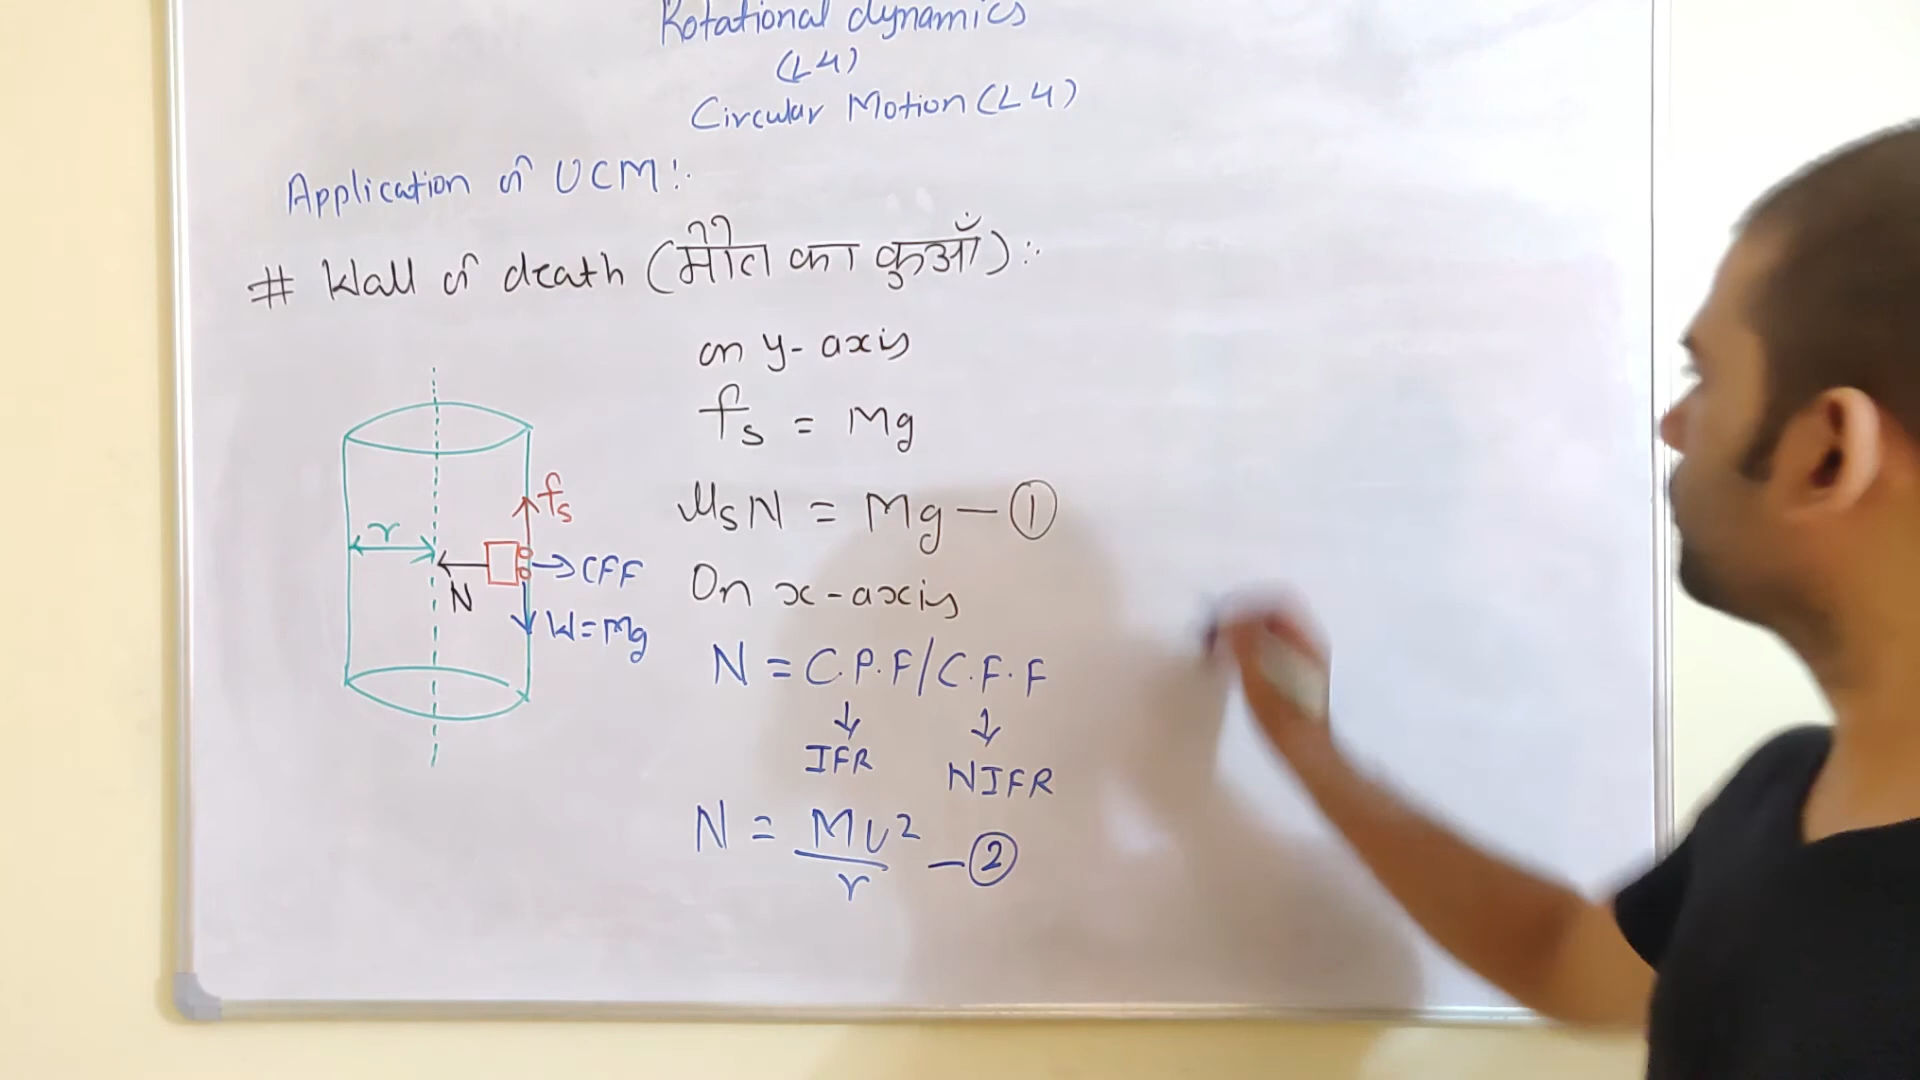 Rotational dynamics
(L4)
Circular Motion (L4)
Application of UCM:-
# Wall of death (मौत का कुआँ):-
on y-axis
fs = Mg
μsN = Mg — ①
On x-axis
N = C.P.F/C.F.F
↓ ↓
IFR NIFR
N = Mv²/r — ②
r
fs
N
CFF
W=Mg